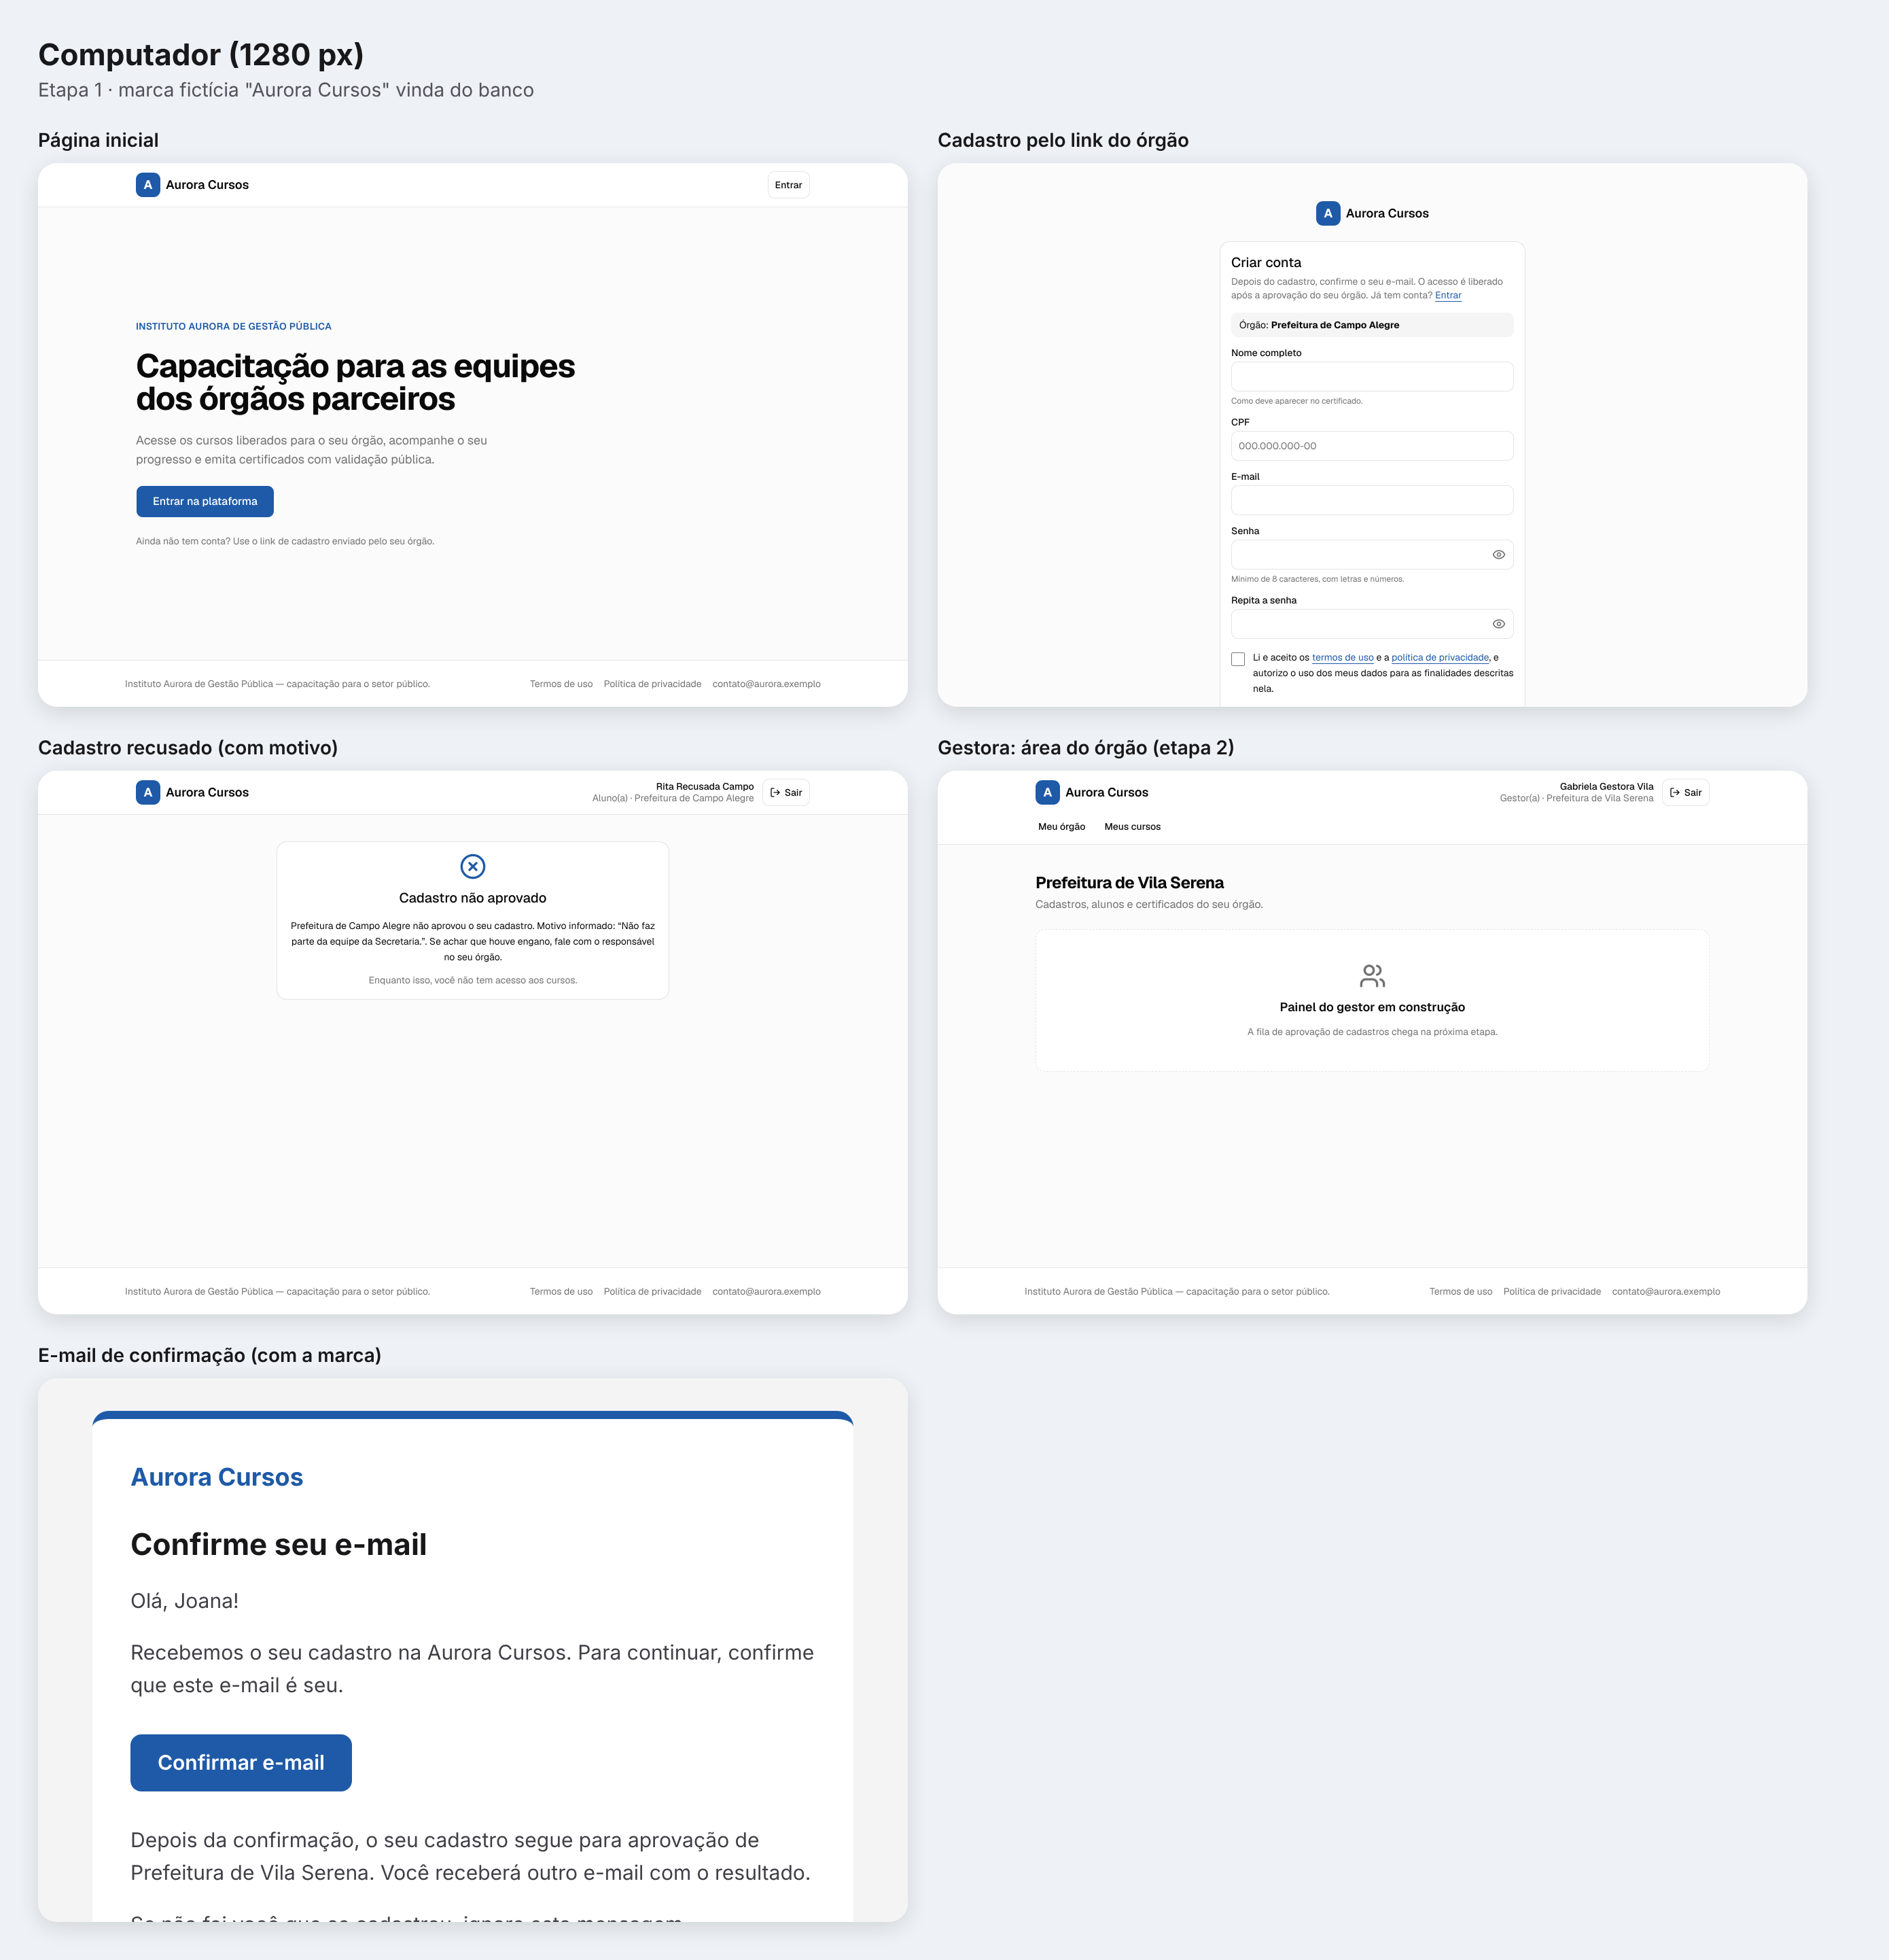 Computador (1280 px)
Etapa 1 · marca fictícia "Aurora Cursos" vinda do banco
Página inicial
A Aurora Cursos
Entrar
INSTITUTO AURORA DE GESTÃO PÚBLICA
Capacitação para as equipes
dos órgãos parceiros
Acesse os cursos liberados para o seu órgão, acompanhe o seu
progresso e emita certificados com validação pública.
Entrar na plataforma
Ainda não tem conta? Use o link de cadastro enviado pelo seu órgão.
Instituto Aurora de Gestão Pública — capacitação para o setor público.
Termos de uso Política de privacidade contato@aurora.exemplo
Cadastro pelo link do órgão
A Aurora Cursos
Criar conta
Depois do cadastro, confirme o seu e-mail. O acesso é liberado
após a aprovação do seu órgão. Já tem conta? Entrar
Órgão: Prefeitura de Campo Alegre
Nome completo
Como deve aparecer no certificado.
CPF
000.000.000-00
E-mail
Senha
Mínimo de 8 caracteres, com letras e números.
Repita a senha
Li e aceito os termos de uso e a política de privacidade, e
autorizo o uso dos meus dados para as finalidades descritas
nela.
Cadastro recusado (com motivo)
A Aurora Cursos
Rita Recusada Campo
Aluno(a) · Prefeitura de Campo Alegre
Sair
Cadastro não aprovado
Prefeitura de Campo Alegre não aprovou o seu cadastro. Motivo informado: “Não faz
parte da equipe da Secretaria.”. Se achar que houve engano, fale com o responsável
no seu órgão.
Enquanto isso, você não tem acesso aos cursos.
Instituto Aurora de Gestão Pública — capacitação para o setor público.
Termos de uso Política de privacidade contato@aurora.exemplo
Gestora: área do órgão (etapa 2)
A Aurora Cursos
Gabriela Gestora Vila
Gestor(a) · Prefeitura de Vila Serena
Sair
Meu órgão Meus cursos
Prefeitura de Vila Serena
Cadastros, alunos e certificados do seu órgão.
Painel do gestor em construção
A fila de aprovação de cadastros chega na próxima etapa.
Instituto Aurora de Gestão Pública — capacitação para o setor público.
Termos de uso Política de privacidade contato@aurora.exemplo
E-mail de confirmação (com a marca)
Aurora Cursos
Confirme seu e-mail
Olá, Joana!
Recebemos o seu cadastro na Aurora Cursos. Para continuar, confirme
que este e-mail é seu.
Confirmar e-mail
Depois da confirmação, o seu cadastro segue para aprovação de
Prefeitura de Vila Serena. Você receberá outro e-mail com o resultado.
Se não foi você que se cadastrou, ignore esta mensagem.